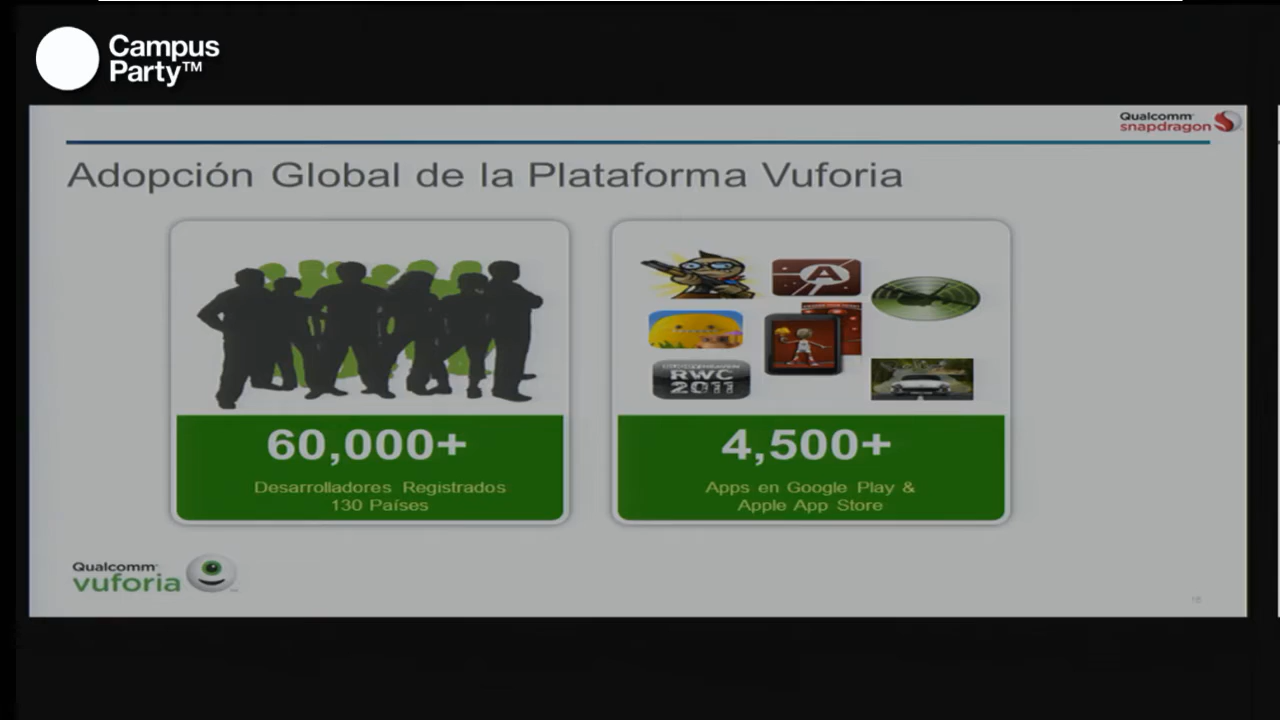 Campus
Party™
Qualcomm
snapdragon
Adopción Global de la Plataforma Vuforia
RWC
2011
60,000+
Desarrolladores Registrados
130 Países
4,500+
Apps en Google Play &
Apple App Store
Qualcomm
vuforia